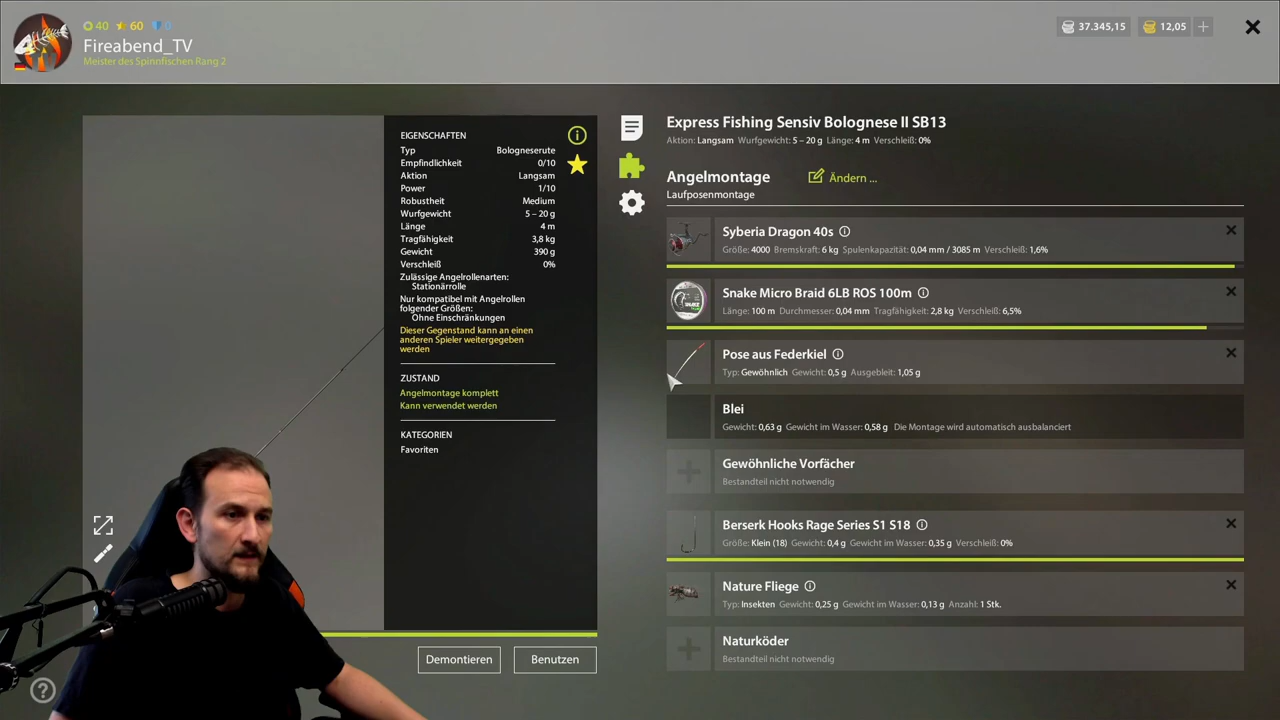 40 60 0
Fireabend_TV
Meister des Spinnfischen Rang 2
37.345,15 12,05
EIGENSCHAFTEN
Typ Bologneserute
Empfindlichkeit 0/10
Aktion Langsam
Power 1/10
Robustheit Medium
Wurfgewicht 5 – 20 g
Länge 4 m
Tragfähigkeit 3,8 kg
Gewicht 390 g
Verschleiß 0%
Zulässige Angelrollenarten:
Stationärrolle
Nur kompatibel mit Angelrollen
folgender Größen:
Ohne Einschränkungen
Dieser Gegenstand kann an einen
anderen Spieler weitergegeben
werden
ZUSTAND
Angelmontage komplett
Kann verwendet werden
KATEGORIEN
Favoriten
Demontieren Benutzen
Express Fishing Sensiv Bolognese II SB13
Aktion: Langsam Wurfgewicht: 5 – 20 g Länge: 4 m Verschleiß: 0%
Angelmontage Ändern ...
Laufposenmontage
Syberia Dragon 40s
Größe: 4000 Bremskraft: 6 kg Spulenkapazität: 0,04 mm / 3085 m Verschleiß: 1,6%
Snake Micro Braid 6LB ROS 100m
Länge: 100 m Durchmesser: 0,04 mm Tragfähigkeit: 2,8 kg Verschleiß: 6,5%
Pose aus Federkiel
Typ: Gewöhnlich Gewicht: 0,5 g Ausgebleit: 1,05 g
Blei
Gewicht: 0,63 g Gewicht im Wasser: 0,58 g Die Montage wird automatisch ausbalanciert
Gewöhnliche Vorfächer
Bestandteil nicht notwendig
Berserk Hooks Rage Series S1 S18
Größe: Klein (18) Gewicht: 0,4 g Gewicht im Wasser: 0,35 g Verschleiß: 0%
Nature Fliege
Typ: Insekten Gewicht: 0,25 g Gewicht im Wasser: 0,13 g Anzahl: 1 Stk.
Naturköder
Bestandteil nicht notwendig